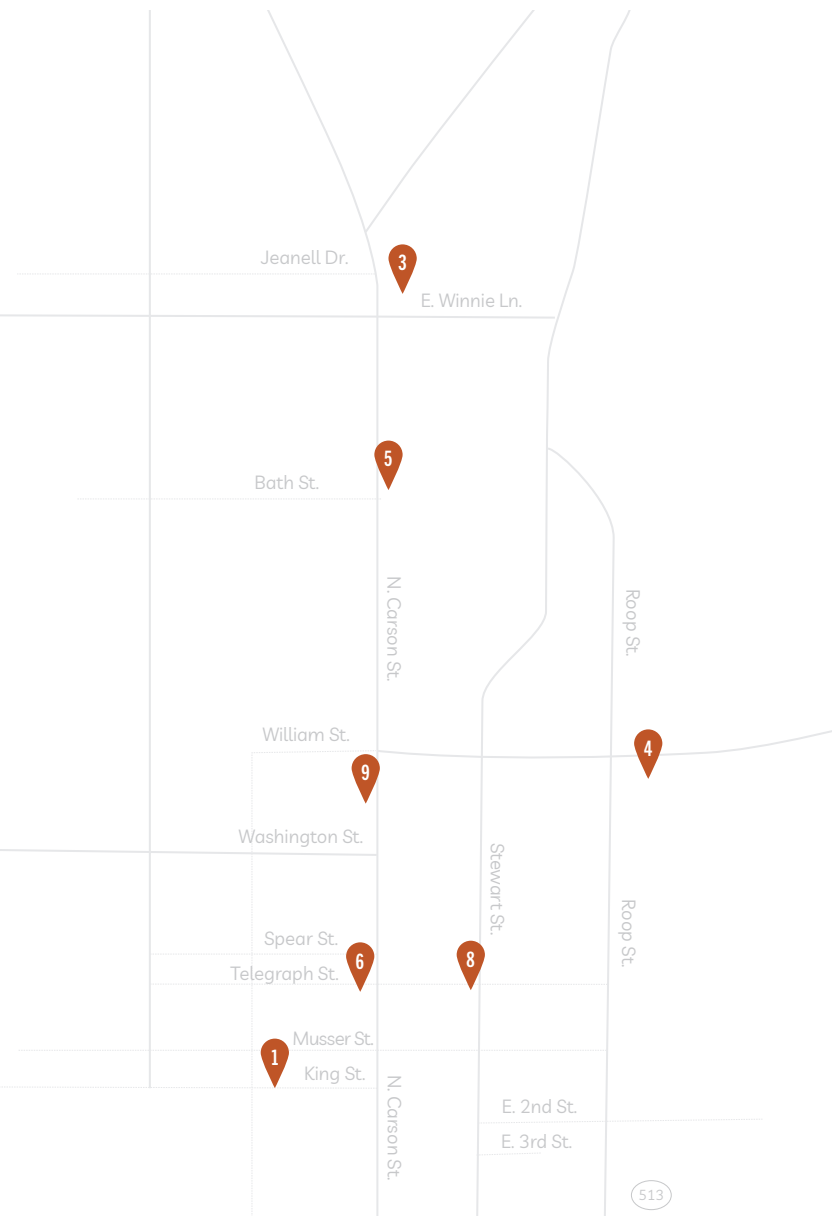 Jeanell Dr.
3
E. Winnie Ln.
5
Bath St.
N. Carson St.
Roop St.
William St.
4
9
Washington St.
Stewart St.
Roop St.
Spear St.
6
8
Telegraph St.
Musser St.
1
King St.
N. Carson St.
E. 2nd St.
E. 3rd St.
513